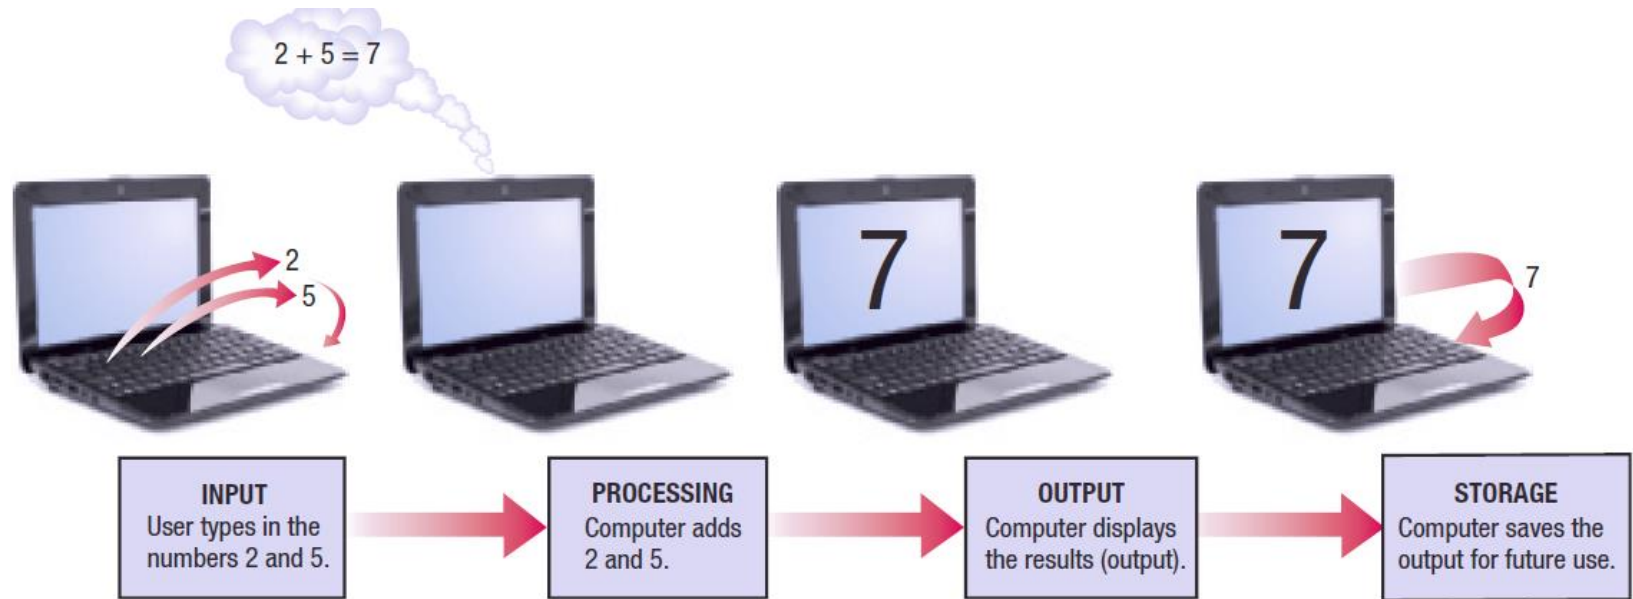 2 + 5 = 7
2
5
7
7
7
INPUT
User types in the
numbers 2 and 5.
PROCESSING
Computer adds
2 and 5.
OUTPUT
Computer displays
the results (output).
STORAGE
Computer saves the
output for future use.